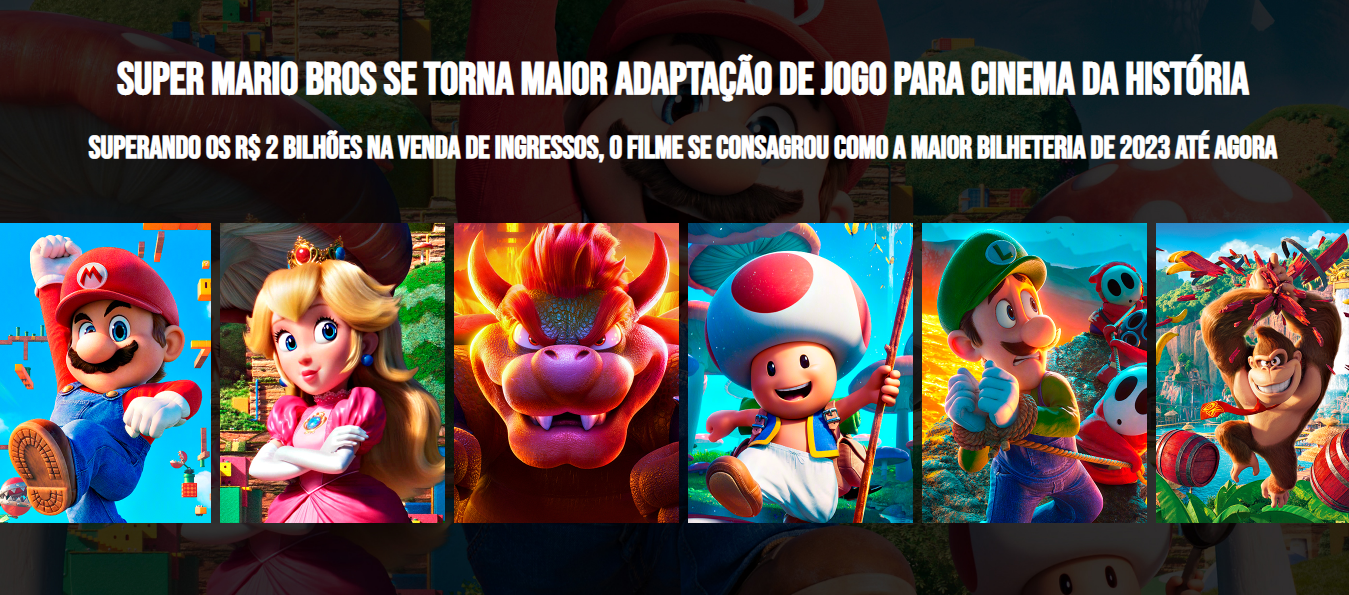 SUPER MARIO BROS SE TORNA MAIOR ADAPTAÇÃO DE JOGO PARA CINEMA DA HISTÓRIA
SUPERANDO OS R$ 2 BILHÕES NA VENDA DE INGRESSOS, O FILME SE CONSAGROU COMO A MAIOR BILHETERIA DE 2023 ATÉ AGORA
M
L